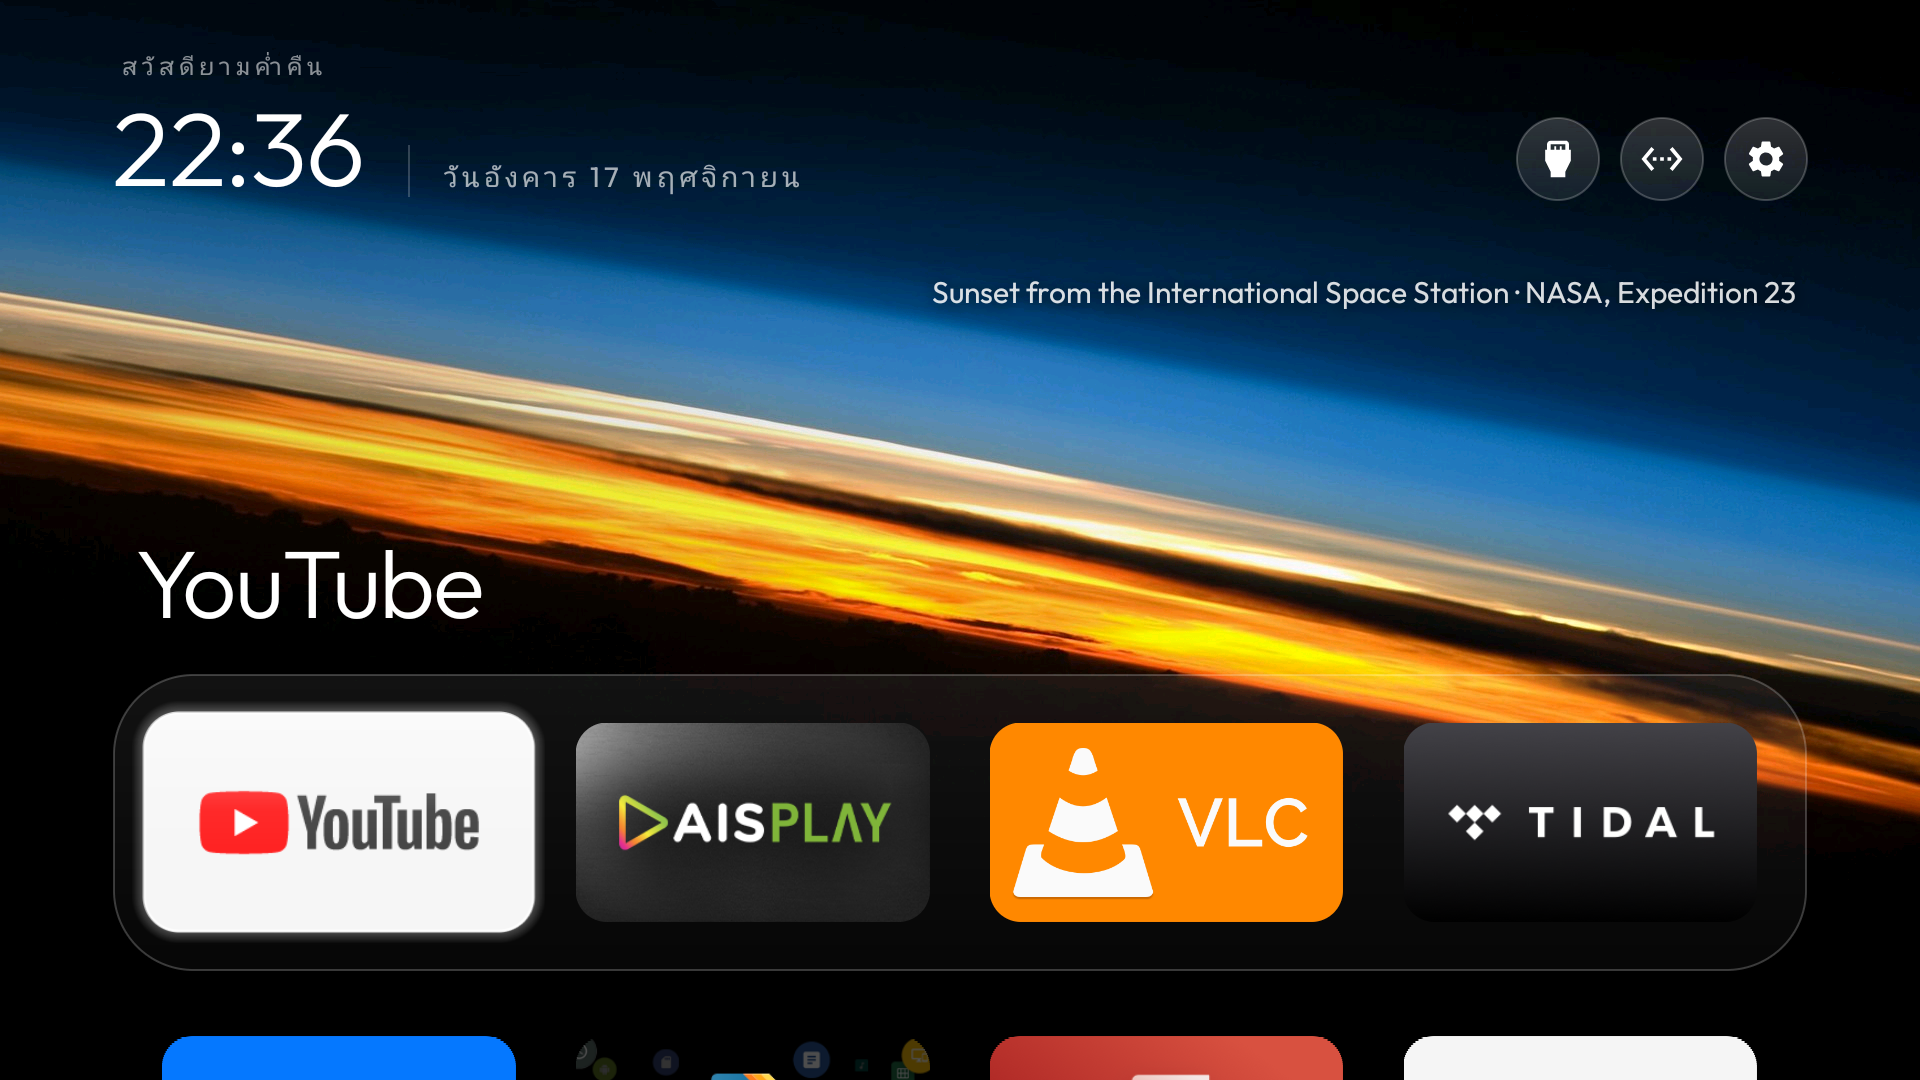 สวัสดียามค่ำคืน
22:36
วันอังคาร 17 พฤศจิกายน
Sunset from the International Space Station · NASA, Expedition 23
YouTube
YouTube
AISPLAY
VLC
TIDAL